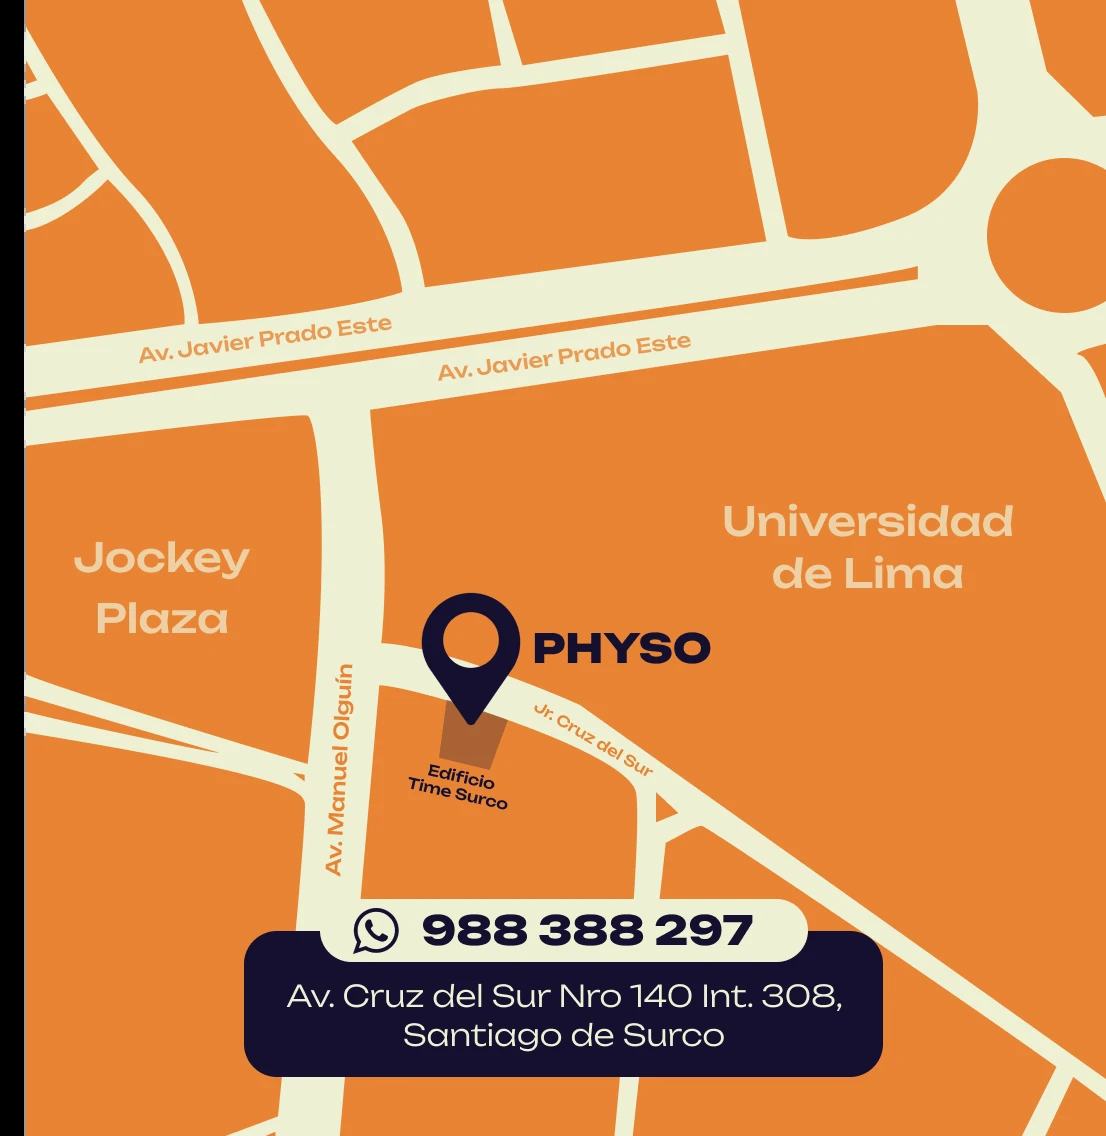 Av. Javier Prado Este
Av. Javier Prado Este
Universidad
de Lima
Jockey
Plaza
PHYSO
Av. Manuel Olguín
Jr. Cruz del Sur
Edificio
Time Surco
988 388 297
Av. Cruz del Sur Nro 140 Int. 308,
Santiago de Surco